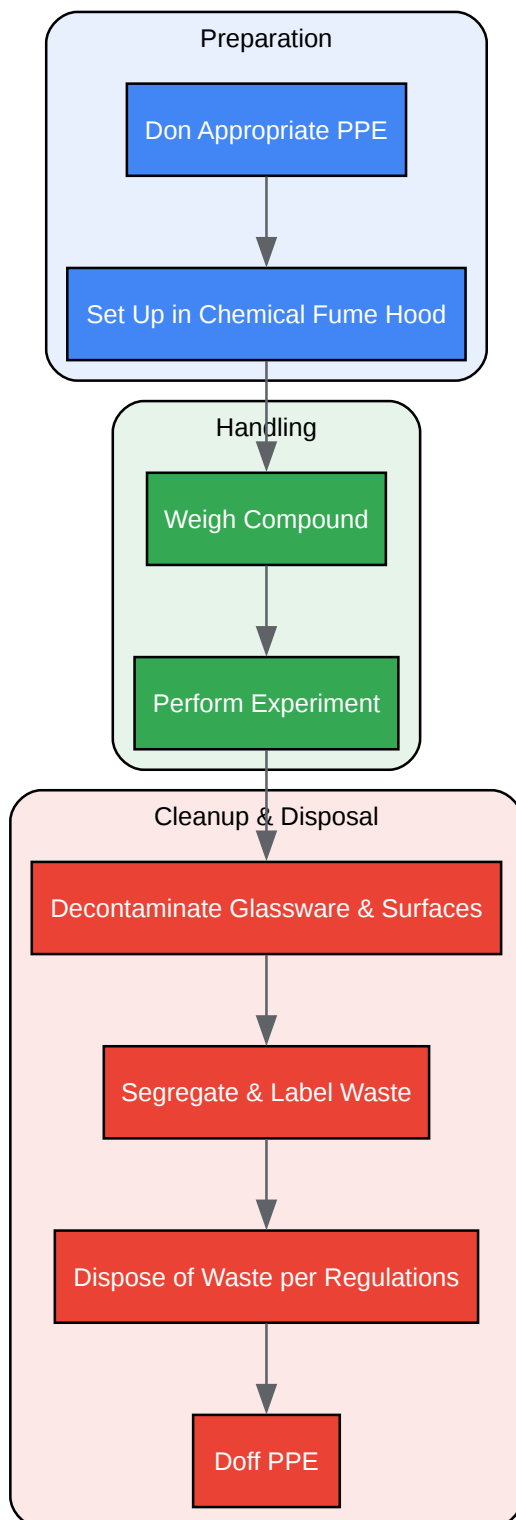 Preparation
Don Appropriate PPE
Set Up in Chemical Fume Hood
Handling
Weigh Compound
Perform Experiment
Cleanup & Disposal
Decontaminate Glassware & Surfaces
Segregate & Label Waste
Dispose of Waste per Regulations
Doff PPE